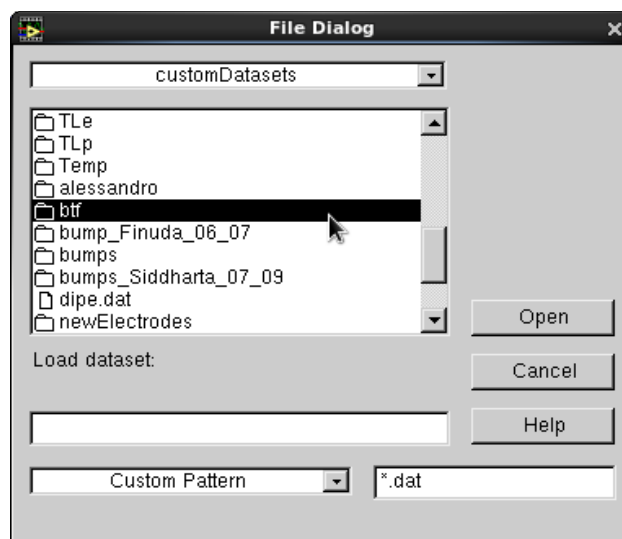 File Dialog
customDatasets
TLe
TLp
Temp
alessandro
btf
bump_Finuda_06_07
bumps
bumps_Siddharta_07_09
dipe.dat
newElectrodes
Open
Load dataset:
Cancel
Help
Custom Pattern
*.dat